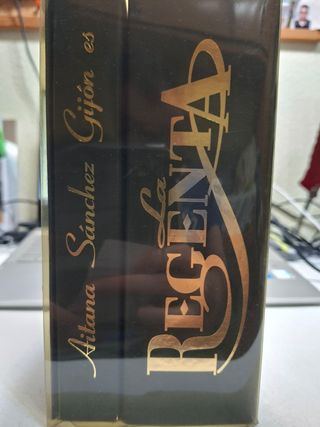 Aitana Sánchez Gijón es
La
REGENTA